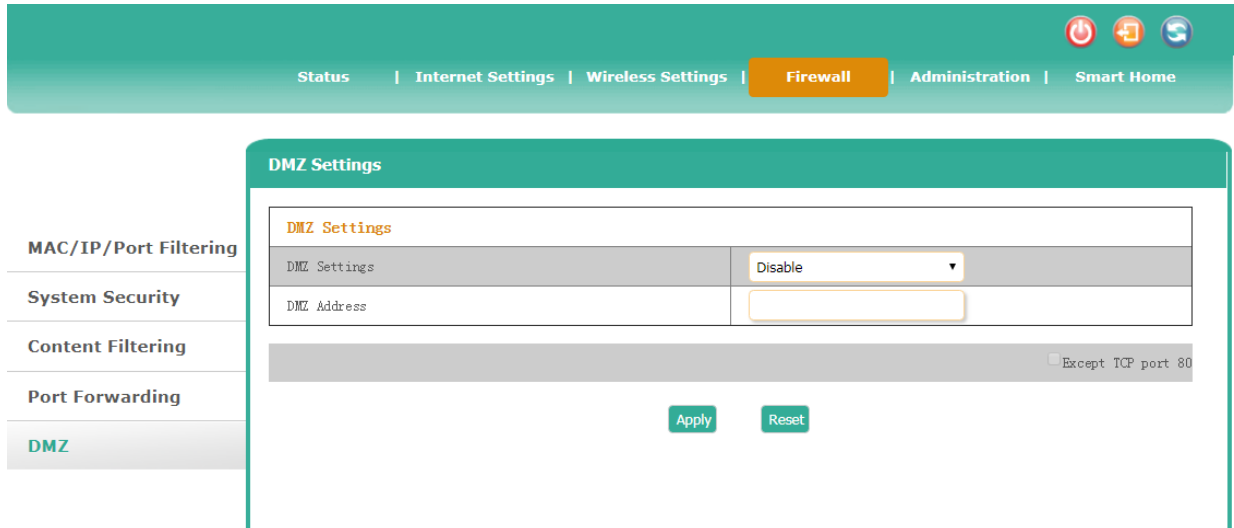 Status | Internet Settings | Wireless Settings | Firewall | Administration | Smart Home
DMZ Settings
MAC/IP/Port Filtering
System Security
Content Filtering
Port Forwarding
DMZ
DMZ Settings
DMZ Settings Disable
DMZ Address
Except TCP port 80
Apply Reset